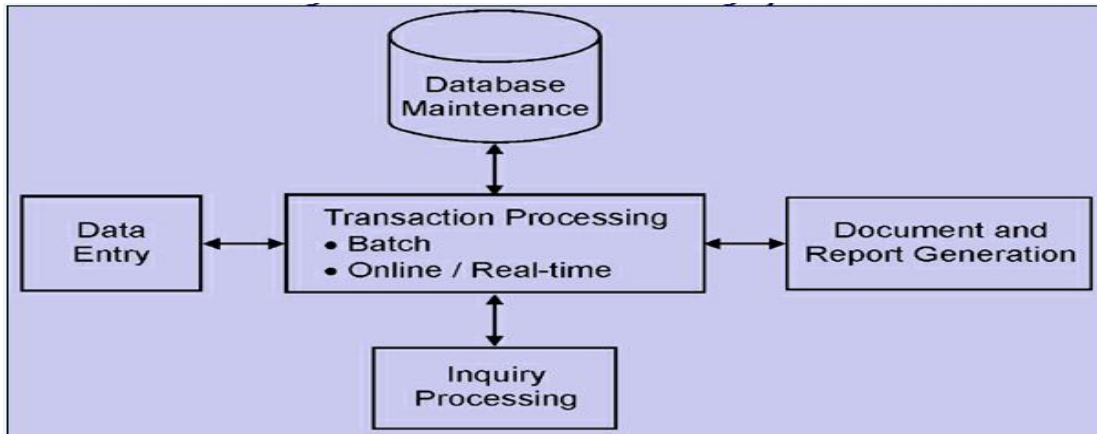 Database
Maintenance
Data
Entry
Transaction Processing
• Batch
• Online / Real-time
Document and
Report Generation
Inquiry
Processing